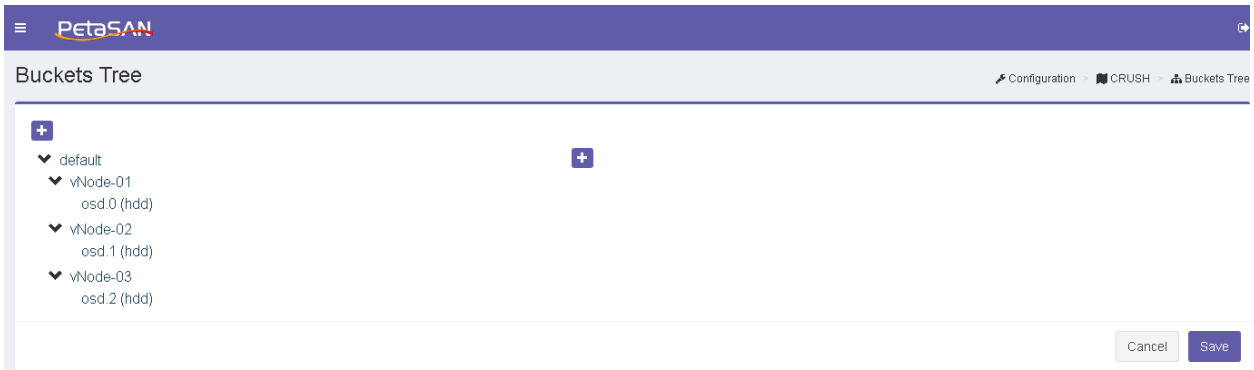 PetaSAN
Buckets Tree
Configuration > CRUSH > Buckets Tree
default
vNode-01
osd.0 (hdd)
vNode-02
osd.1 (hdd)
vNode-03
osd.2 (hdd)
Cancel Save